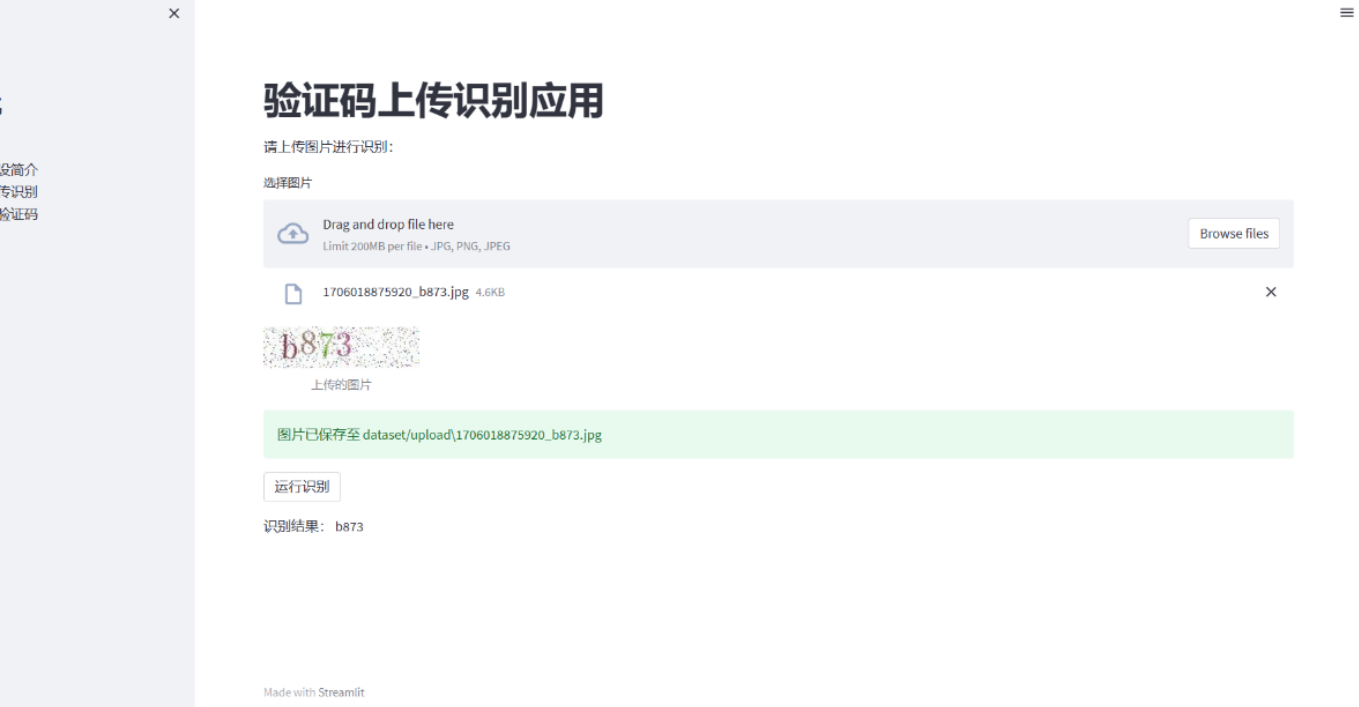 设简介
传识别
验证码
验证码上传识别应用
请上传图片进行识别：
选择图片
Drag and drop file here
Limit 200MB per file • JPG, PNG, JPEG
Browse files
1706018875920_b873.jpg 4.6KB
b873
上传的图片
图片已保存至 dataset/upload\1706018875920_b873.jpg
运行识别
识别结果： b873
Made with Streamlit